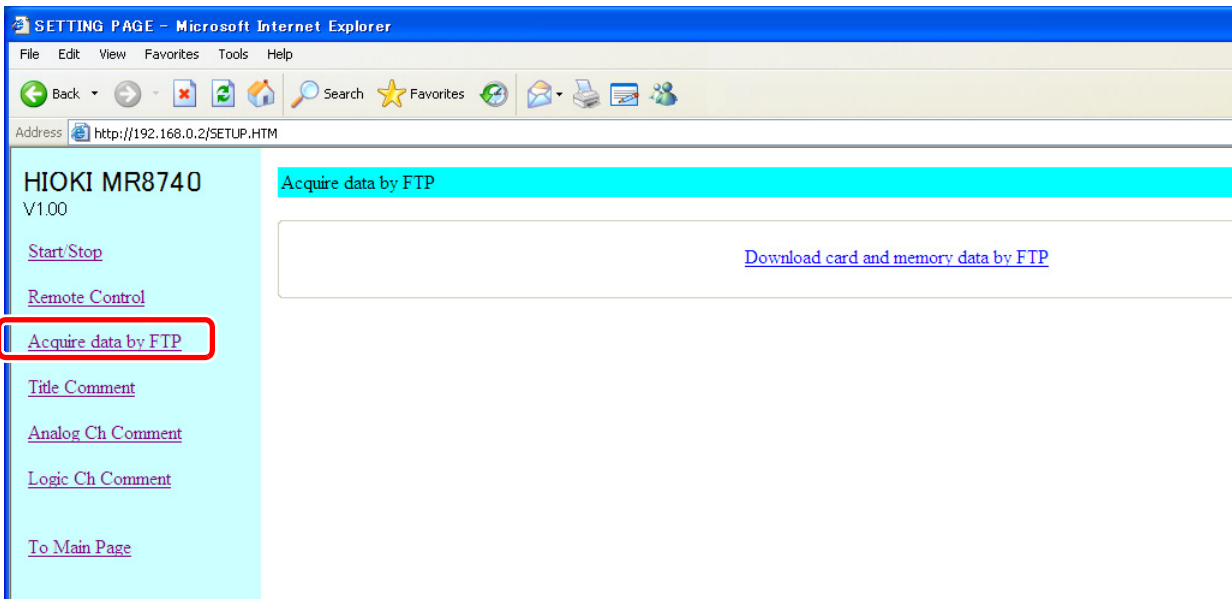 SETTING PAGE - Microsoft Internet Explorer
File Edit View Favorites Tools Help
Back Search Favorites
Address http://192.168.0.2/SETUP.HTM
HIOKI MR8740
V1.00
Start/Stop
Remote Control
Acquire data by FTP
Title Comment
Analog Ch Comment
Logic Ch Comment
To Main Page
Acquire data by FTP
Download card and memory data by FTP